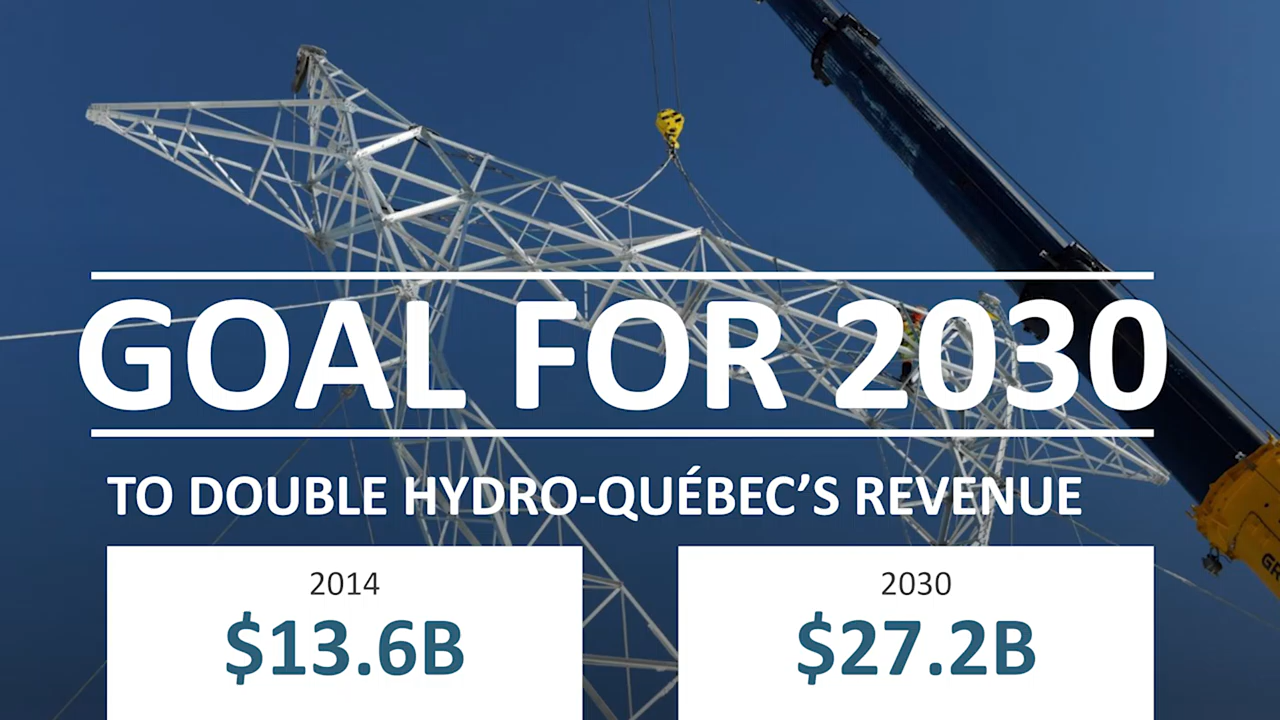 GOAL FOR 2030
TO DOUBLE HYDRO-QUÉBEC’S REVENUE
2014
$13.6B
2030
$27.2B